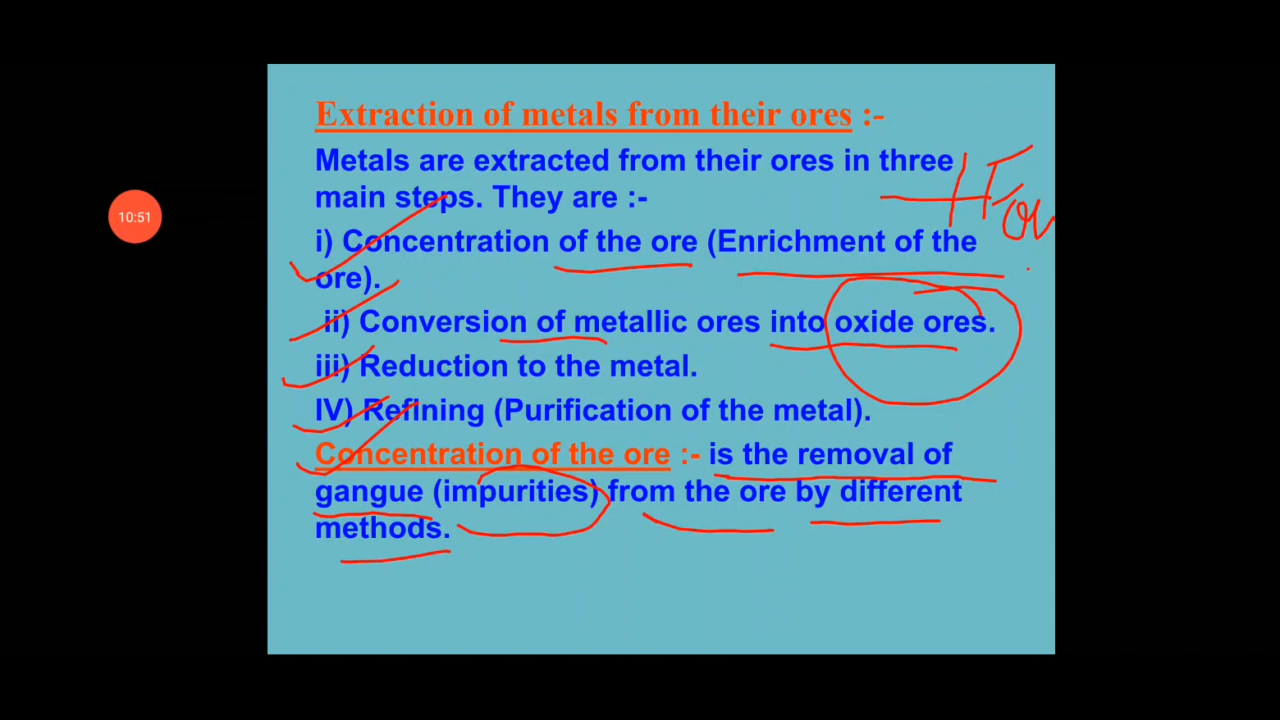 Extraction of metals from their ores :-
Metals are extracted from their ores in three
main steps. They are :-
i) Concentration of the ore (Enrichment of the
ore).
ii) Conversion of metallic ores into oxide ores.
iii) Reduction to the metal.
IV) Refining (Purification of the metal).
Concentration of the ore :- is the removal of
gangue (impurities) from the ore by different
methods.
10:51